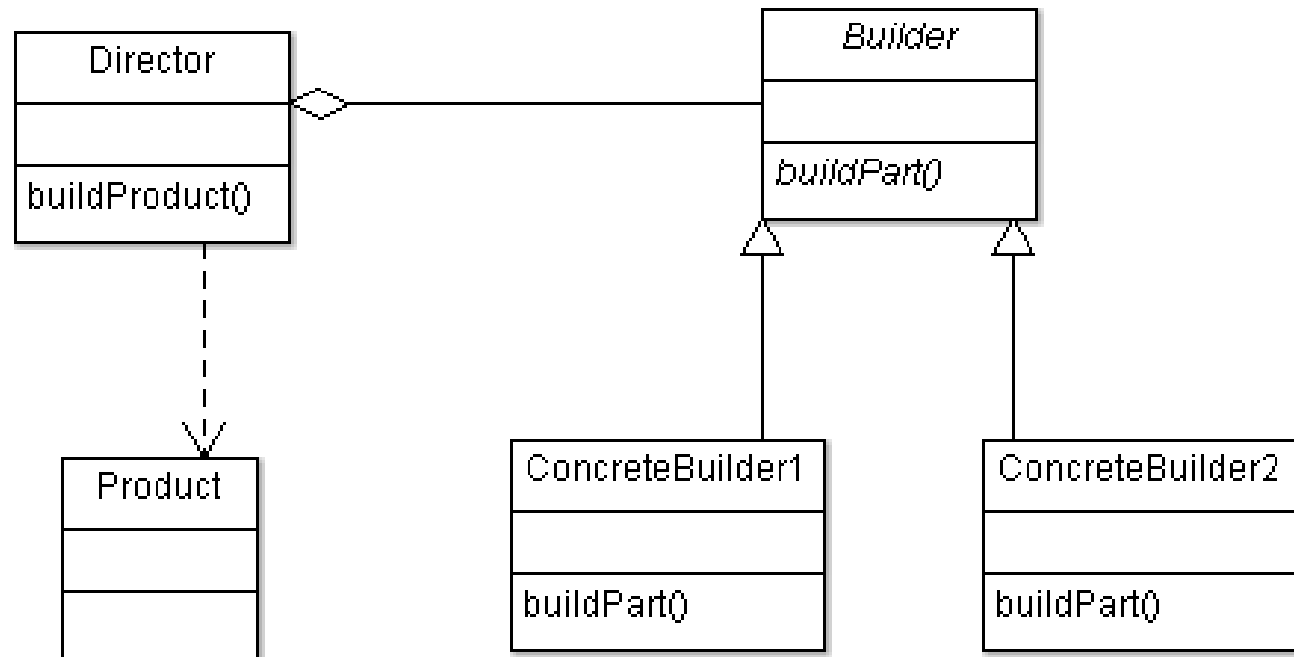 Director
buildProduct()
Builder
buildPart()
Product
ConcreteBuilder1
buildPart()
ConcreteBuilder2
buildPart()